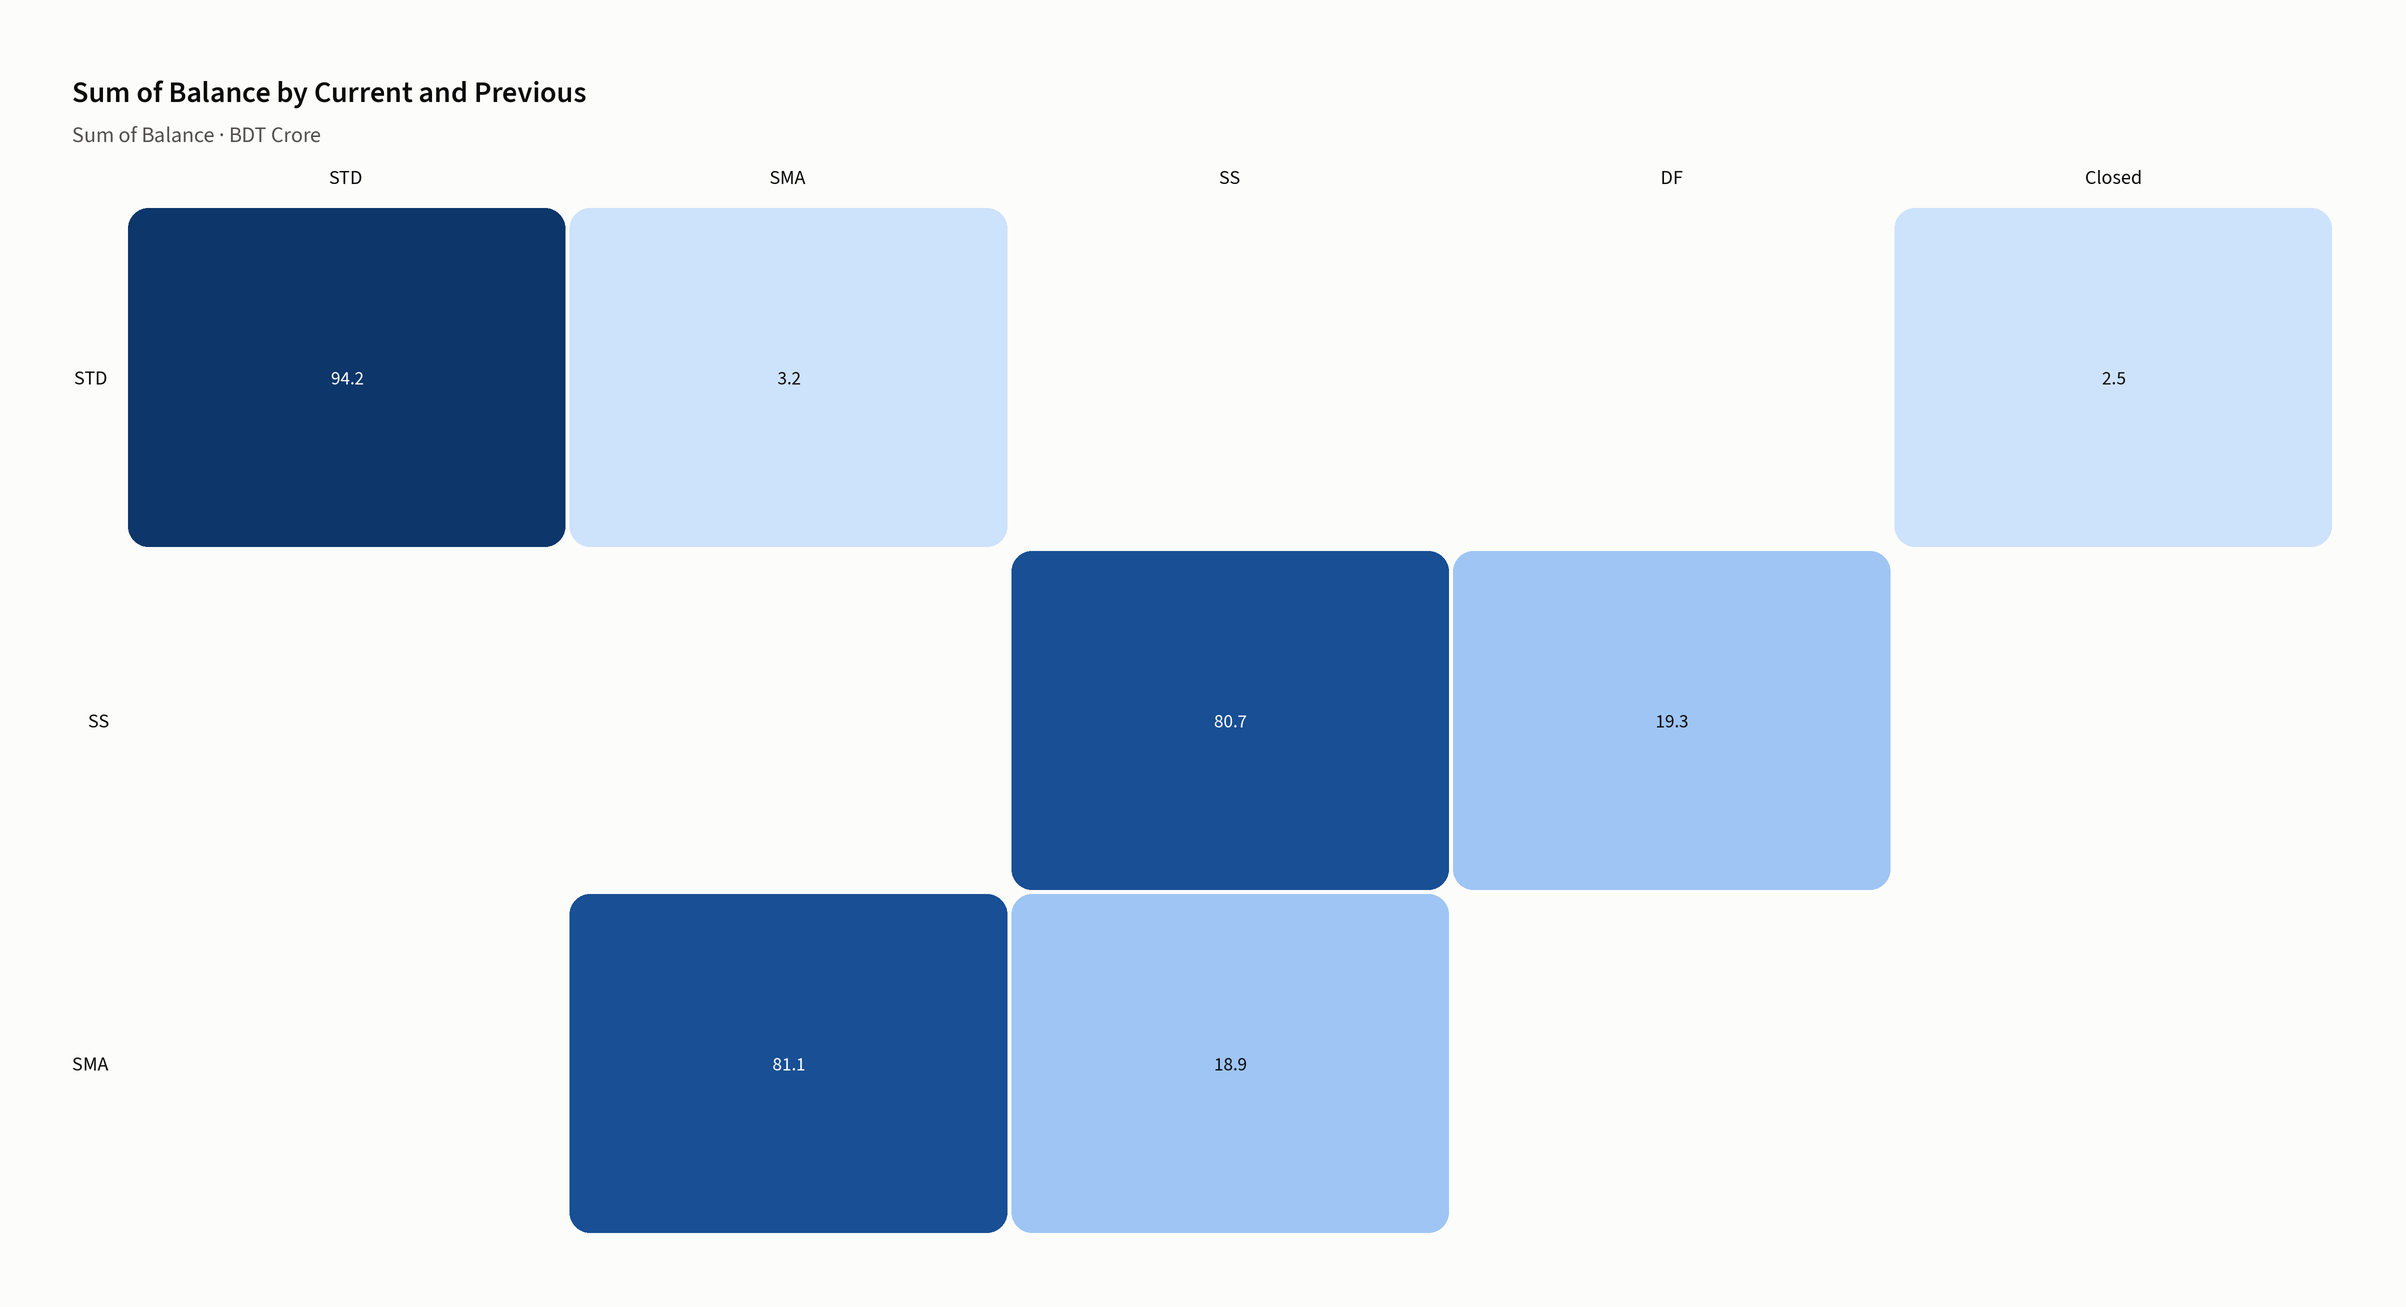 Sum of Balance by Current and Previous
Sum of Balance · BDT Crore
STD SMA SS DF Closed
STD 94.2 3.2 2.5
SS 80.7 19.3
SMA 81.1 18.9